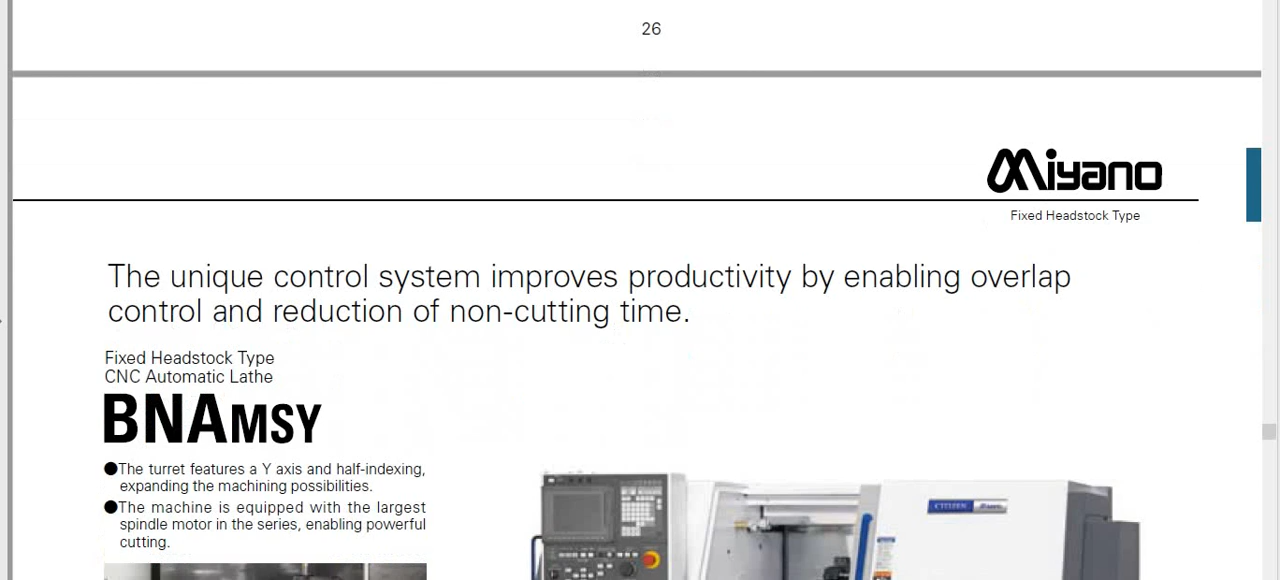 26
Miyano
Fixed Headstock Type
The unique control system improves productivity by enabling overlap
control and reduction of non-cutting time.
Fixed Headstock Type
CNC Automatic Lathe
BNAMSY
●The turret features a Y axis and half-indexing,
expanding the machining possibilities.
●The machine is equipped with the largest
spindle motor in the series, enabling powerful
cutting.
CITIZEN